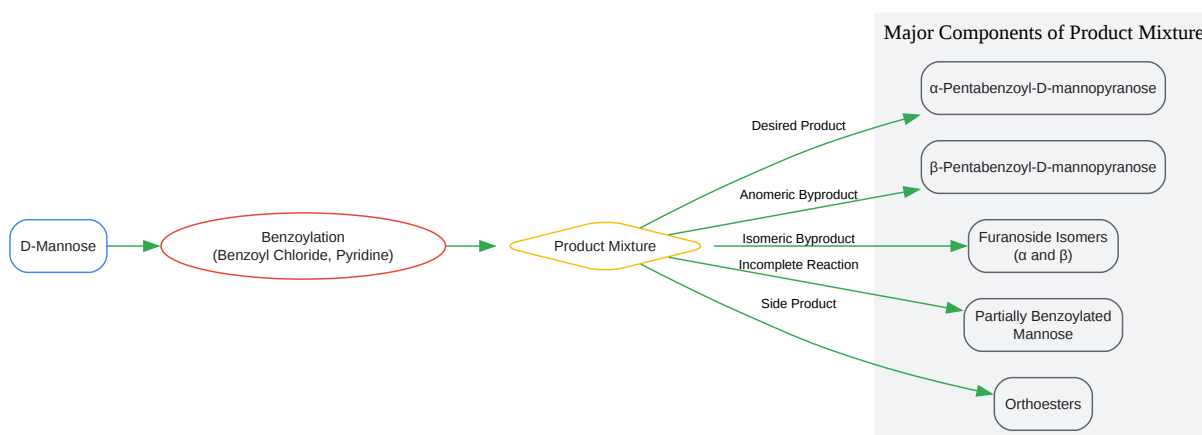 Major Components of Product Mixture
D-Mannose
Benzoylation
(Benzoyl Chloride, Pyridine)
Product Mixture
Desired Product
Anomeric Byproduct
Isomeric Byproduct
Incomplete Reaction
Side Product
α-Pentabenzoyl-D-mannopyranose
β-Pentabenzoyl-D-mannopyranose
Furanoside Isomers
(α and β)
Partially Benzoylated
Mannose
Orthoesters